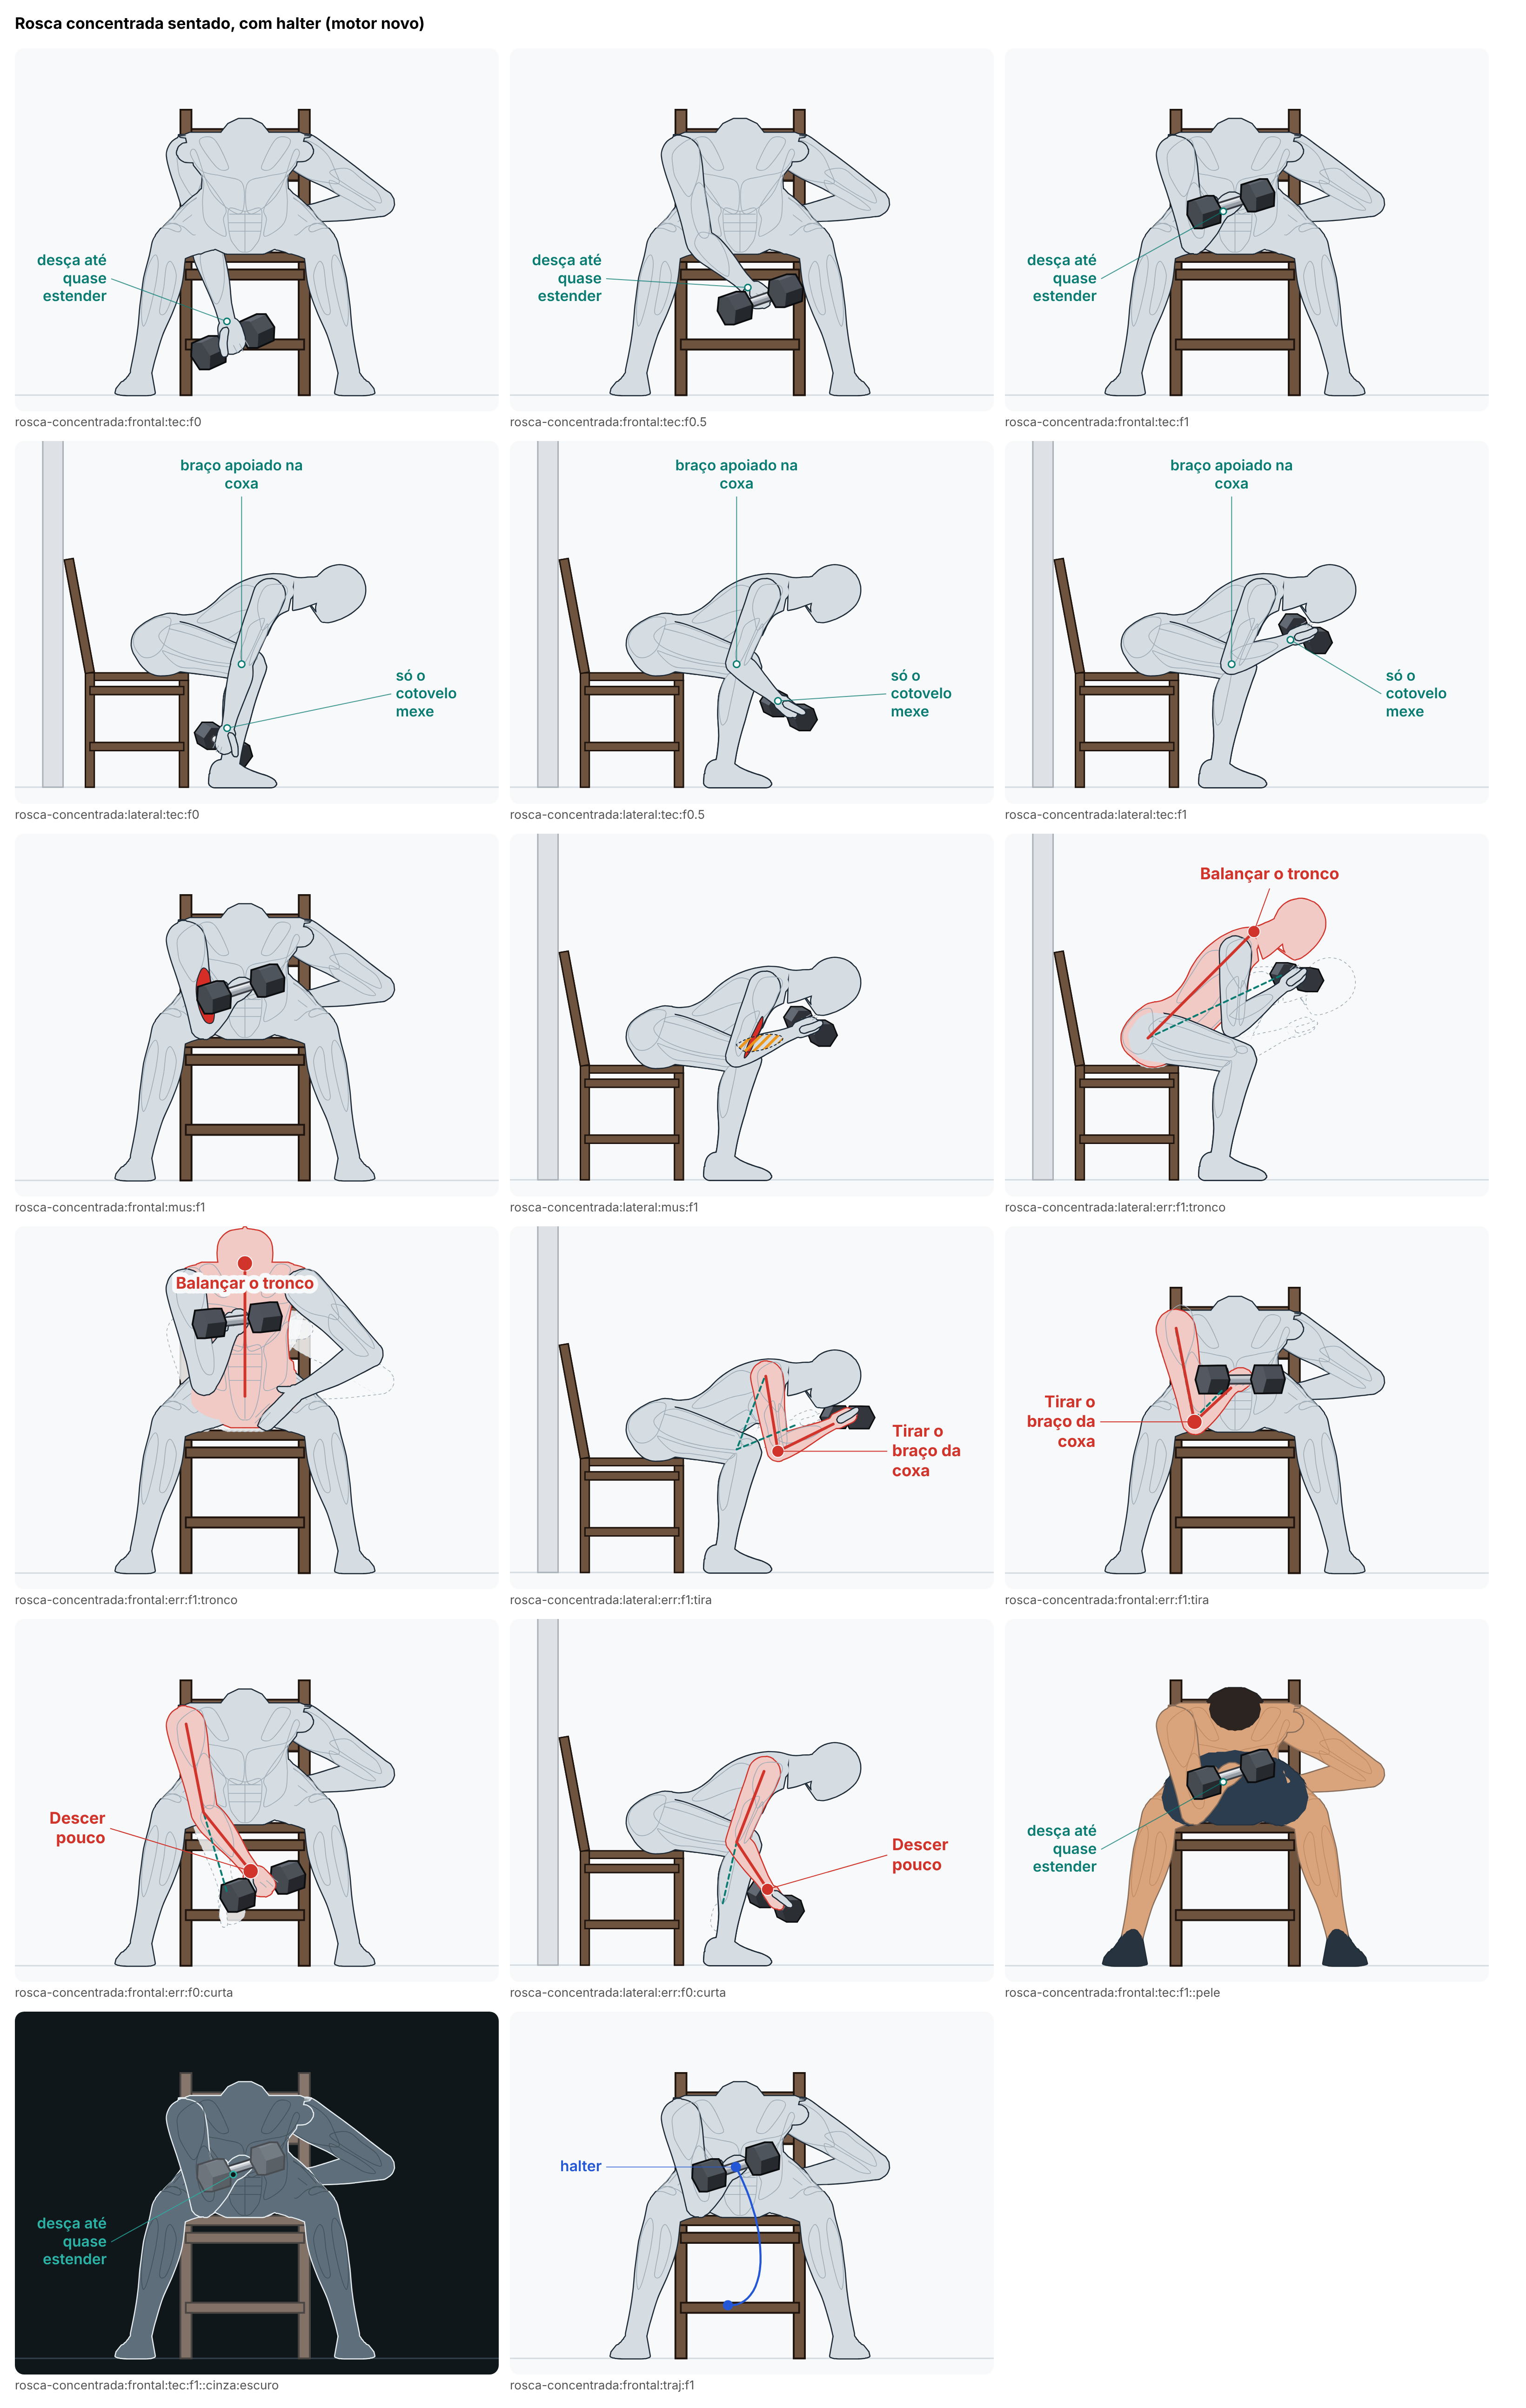 Rosca concentrada sentado, com halter (motor novo)
desça até
quase
estender
rosca-concentrada:frontal:tec:f0
desça até
quase
estender
rosca-concentrada:frontal:tec:f0.5
desça até
quase
estender
rosca-concentrada:frontal:tec:f1
braço apoiado na
coxa
só o
cotovelo
mexe
rosca-concentrada:lateral:tec:f0
braço apoiado na
coxa
só o
cotovelo
mexe
rosca-concentrada:lateral:tec:f0.5
braço apoiado na
coxa
só o
cotovelo
mexe
rosca-concentrada:lateral:tec:f1
rosca-concentrada:frontal:mus:f1
rosca-concentrada:lateral:mus:f1
Balançar o tronco
rosca-concentrada:lateral:err:f1:tronco
Balançar o tronco
rosca-concentrada:frontal:err:f1:tronco
Tirar o
braço da
coxa
rosca-concentrada:lateral:err:f1:tira
Tirar o
braço da
coxa
rosca-concentrada:frontal:err:f1:tira
Descer
pouco
rosca-concentrada:frontal:err:f0:curta
Descer
pouco
rosca-concentrada:lateral:err:f0:curta
desça até
quase
estender
rosca-concentrada:frontal:tec:f1::pele
desça até
quase
estender
rosca-concentrada:frontal:tec:f1::cinza:escuro
halter
rosca-concentrada:frontal:traj:f1